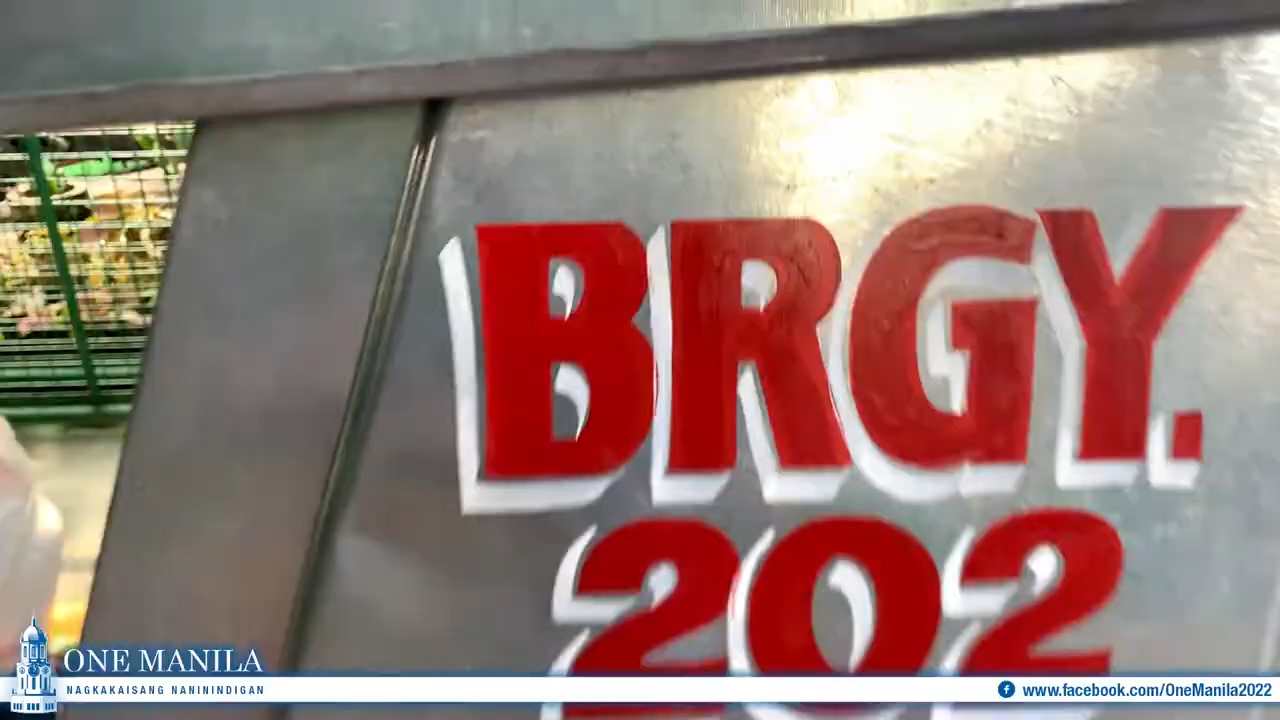 BRGY.
202
ONE MANILA
NAGKAKAISANG NANININDIGAN
www.facebook.com/OneManila2022